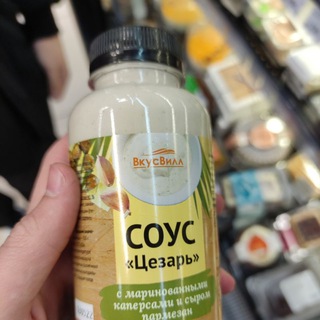 ВкусВилл
СОУС
«Цезарь»
с маринованными
каперсами и сыром
пармезан